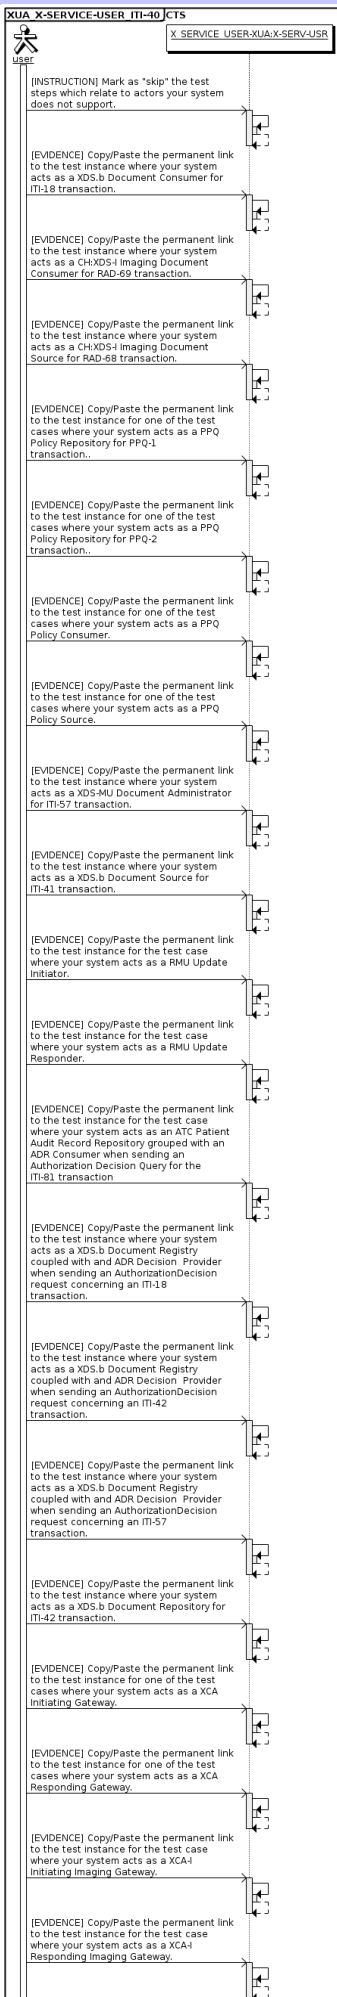 XUA_X-SERVICE-USER_ITI-40_CTS
X_SERVICE_USER-XUA:X-SERV-USR
user
[INSTRUCTION] Mark as "skip" the test
steps which relate to actors your system
does not support.
[EVIDENCE] Copy/Paste the permanent link
to the test instance where your system
acts as a XDS.b Document Consumer for
ITI-18 transaction.
[EVIDENCE] Copy/Paste the permanent link
to the test instance where your system
acts as a CH:XDS-I Imaging Document
Consumer for RAD-69 transaction.
[EVIDENCE] Copy/Paste the permanent link
to the test instance where your system
acts as a CH:XDS-I Imaging Document
Source for RAD-68 transaction.
[EVIDENCE] Copy/Paste the permanent link
to the test instance for one of the test
cases where your system acts as a PPQ
Policy Repository for PPQ-1
transaction..
[EVIDENCE] Copy/Paste the permanent link
to the test instance for one of the test
cases where your system acts as a PPQ
Policy Repository for PPQ-2
transaction..
[EVIDENCE] Copy/Paste the permanent link
to the test instance for one of the test
cases where your system acts as a PPQ
Policy Consumer.
[EVIDENCE] Copy/Paste the permanent link
to the test instance for one of the test
cases where your system acts as a PPQ
Policy Source.
[EVIDENCE] Copy/Paste the permanent link
to the test instance where your system
acts as a XDS-MU Document Administrator
for ITI-57 transaction.
[EVIDENCE] Copy/Paste the permanent link
to the test instance where your system
acts as a XDS.b Document Source for
ITI-41 transaction.
[EVIDENCE] Copy/Paste the permanent link
to the test instance for the test case
where your system acts as a RMU Update
Initiator.
[EVIDENCE] Copy/Paste the permanent link
to the test instance for the test case
where your system acts as a RMU Update
Responder.
[EVIDENCE] Copy/Paste the permanent link
to the test instance for the test case
where your system acts as an ATC Patient
Audit Record Repository grouped with an
ADR Consumer when sending an
Authorization Decision Query for the
ITI-81 transaction
[EVIDENCE] Copy/Paste the permanent link
to the test instance where your system
acts as a XDS.b Document Registry
coupled with and ADR Decision  Provider
when sending an AuthorizationDecision
request concerning an ITI-18
transaction.
[EVIDENCE] Copy/Paste the permanent link
to the test instance where your system
acts as a XDS.b Document Registry
coupled with and ADR Decision  Provider
when sending an AuthorizationDecision
request concerning an ITI-42
transaction.
[EVIDENCE] Copy/Paste the permanent link
to the test instance where your system
acts as a XDS.b Document Registry
coupled with and ADR Decision  Provider
when sending an AuthorizationDecision
request concerning an ITI-57
transaction.
[EVIDENCE] Copy/Paste the permanent link
to the test instance where your system
acts as a XDS.b Document Repository for
ITI-42 transaction.
[EVIDENCE] Copy/Paste the permanent link
to the test instance for one of the test
cases where your system acts as a XCA
Initiating Gateway.
[EVIDENCE] Copy/Paste the permanent link
to the test instance for one of the test
cases where your system acts as a XCA
Responding Gateway.
[EVIDENCE] Copy/Paste the permanent link
to the test instance for the test case
where your system acts as a XCA-I
Initiating Imaging Gateway.
[EVIDENCE] Copy/Paste the permanent link
to the test instance for the test case
where your system acts as a XCA-I
Responding Imaging Gateway.